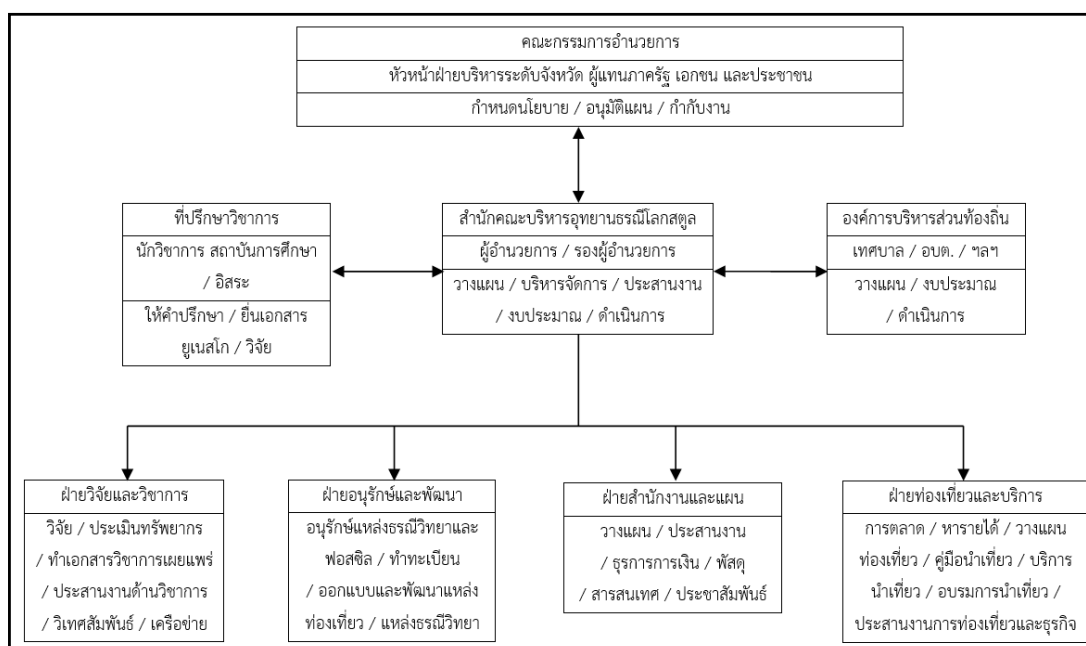 คณะกรรมการอำนวยการ
หัวหน้าฝ่ายบริหารระดับจังหวัด ผู้แทนภาครัฐ เอกชน และประชาชน
กำหนดนโยบาย / อนุมัติแผน / กำกับงาน
ที่ปรึกษาวิชาการ
นักวิชาการ สถาบันการศึกษา
/ อิสระ
ให้คำปรึกษา / ยื่นเอกสาร
ยูเนสโก / วิจัย
สำนักคณะบริหารอุทยานธรณีโลกสตูล
ผู้อำนวยการ / รองผู้อำนวยการ
วางแผน / บริหารจัดการ / ประสานงาน
/ งบประมาณ / ดำเนินการ
องค์การบริหารส่วนท้องถิ่น
เทศบาล / อบต. / ฯลฯ
วางแผน / งบประมาณ
/ ดำเนินการ
ฝ่ายวิจัยและวิชาการ
วิจัย / ประเมินทรัพยากร
/ ทำเอกสารวิชาการเผยแพร่
/ ประสานงานด้านวิชาการ
/ วิเทศสัมพันธ์ / เครือข่าย
ฝ่ายอนุรักษ์และพัฒนา
อนุรักษ์แหล่งธรณีวิทยาและ
ฟอสซิล / ทำทะเบียน
/ ออกแบบและพัฒนาแหล่ง
ท่องเที่ยว / แหล่งธรณีวิทยา
ฝ่ายสำนักงานและแผน
วางแผน / ประสานงาน
/ ธุรการการเงิน / พัสดุ
/ สารสนเทศ / ประชาสัมพันธ์
ฝ่ายท่องเที่ยวและบริการ
การตลาด / หารายได้ / วางแผน
ท่องเที่ยว / คู่มือนำเที่ยว / บริการ
นำเที่ยว / อบรมการนำเที่ยว /
ประสานงานการท่องเที่ยวและธุรกิจ